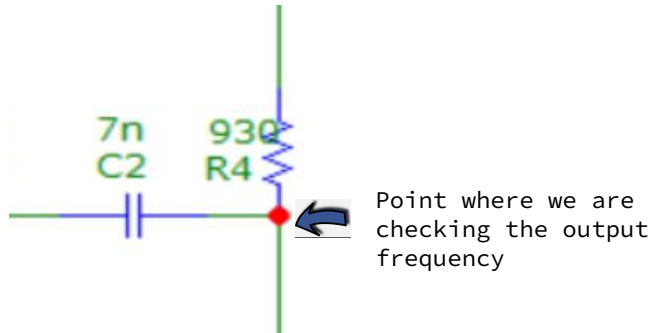 7n
C2
930
R4
Point where we are
checking the output
frequency